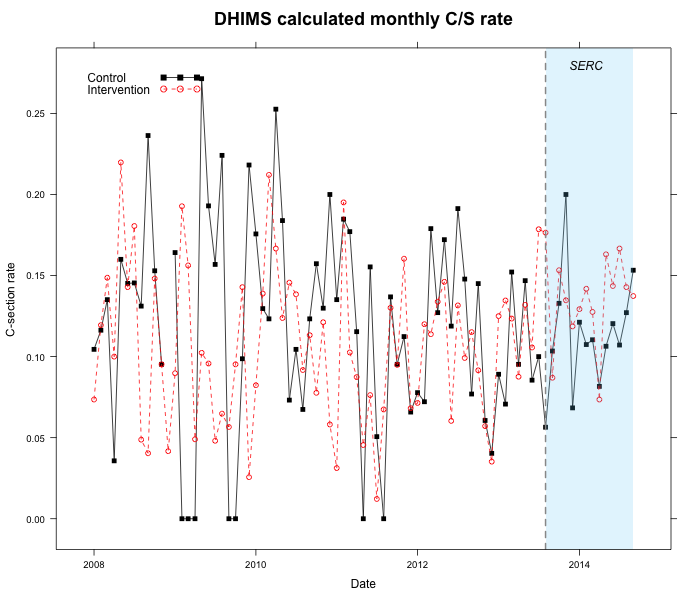 DHIMS calculated monthly C/S rate
SERC
Control
Intervention
0.25
0.20
0.15
0.10
0.05
0.00
C-section rate
2008 2010 2012 2014
Date